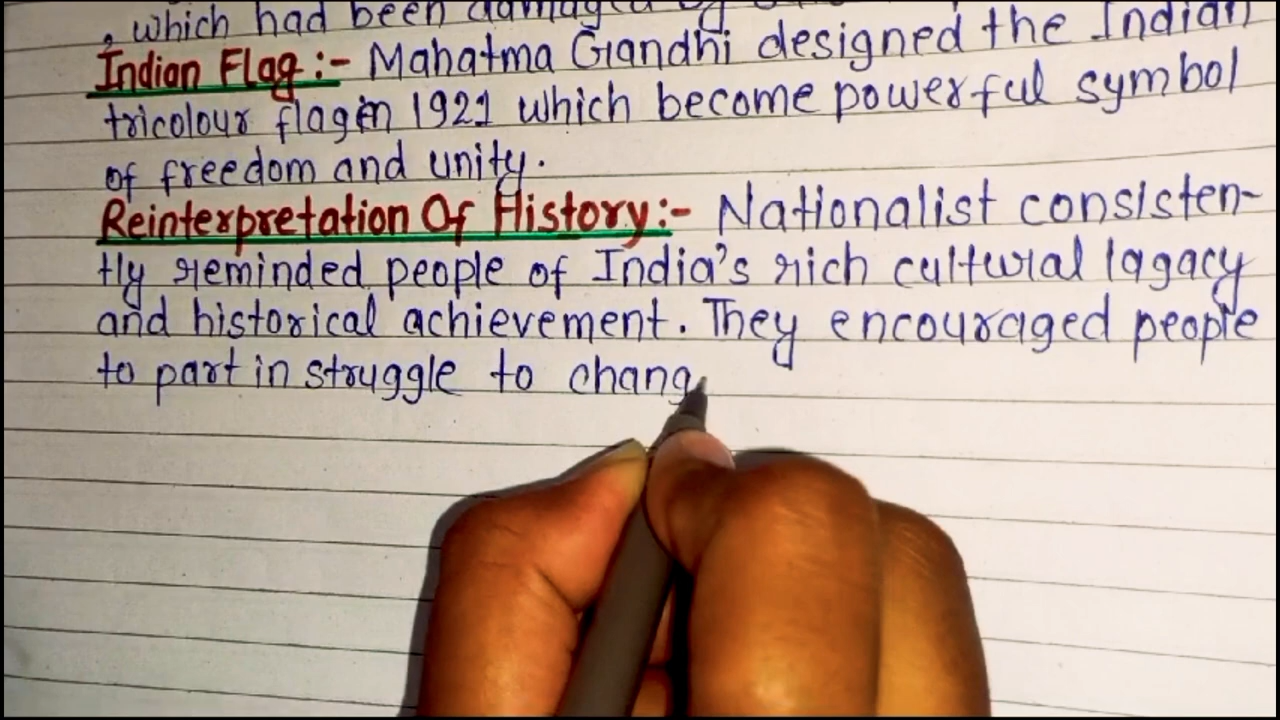 , which had been damaged by
Indian Flag :- Mahatma Gandhi designed the Indian
tricolour flag in 1921 which become powerful symbol
of freedom and unity.
Reinterpretation Of History :- Nationalist consisten-
tly reminded people of India's rich cultural lagacy
and historical achievement. They encouraged people
to part in struggle to chang